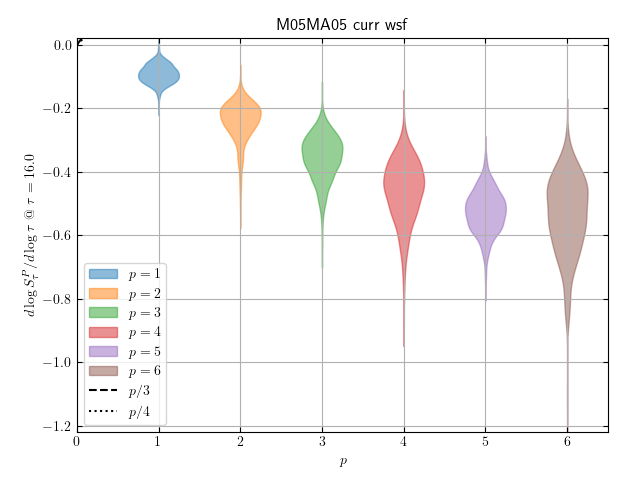 M05MA05 curr wsf
0.0
−0.2
−0.4
−0.6
−0.8
−1.0
−1.2
d log S_τ^P / d log τ @ τ = 16.0
p = 1
p = 2
p = 3
p = 4
p = 5
p = 6
p/3
p/4
0 1 2 3 4 5 6
p